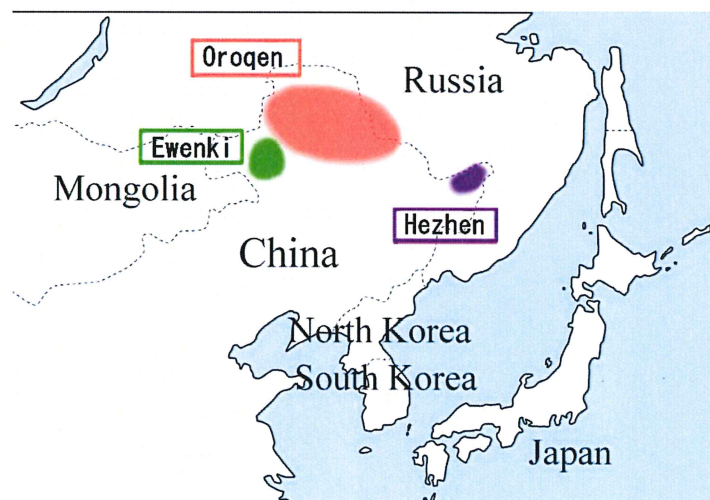 Oroqen
Russia
Ewenki
Mongolia
Hezhen
China
North Korea
South Korea
Japan